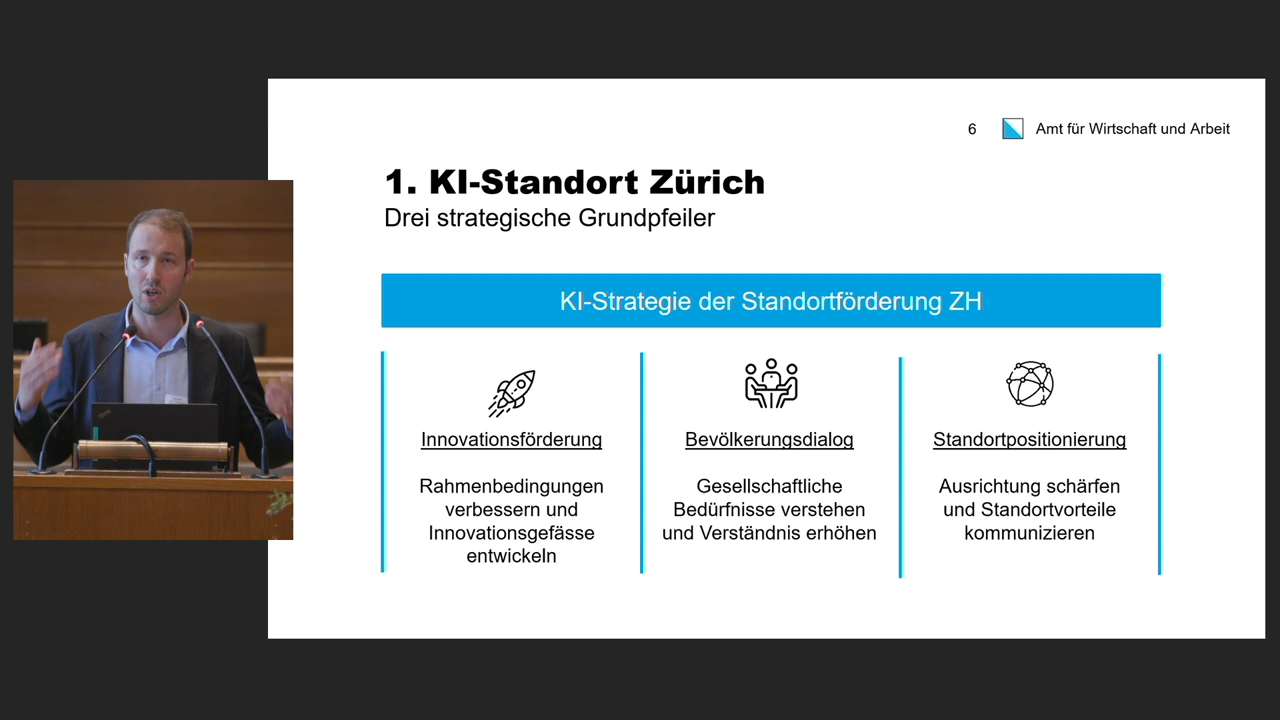 6 Amt für Wirtschaft und Arbeit
1. KI-Standort Zürich
Drei strategische Grundpfeiler
KI-Strategie der Standortförderung ZH
Innovationsförderung
Rahmenbedingungen
verbessern und
Innovationsgefässe
entwickeln
Bevölkerungsdialog
Gesellschaftliche
Bedürfnisse verstehen
und Verständnis erhöhen
Standortpositionierung
Ausrichtung schärfen
und Standortvorteile
kommunizieren